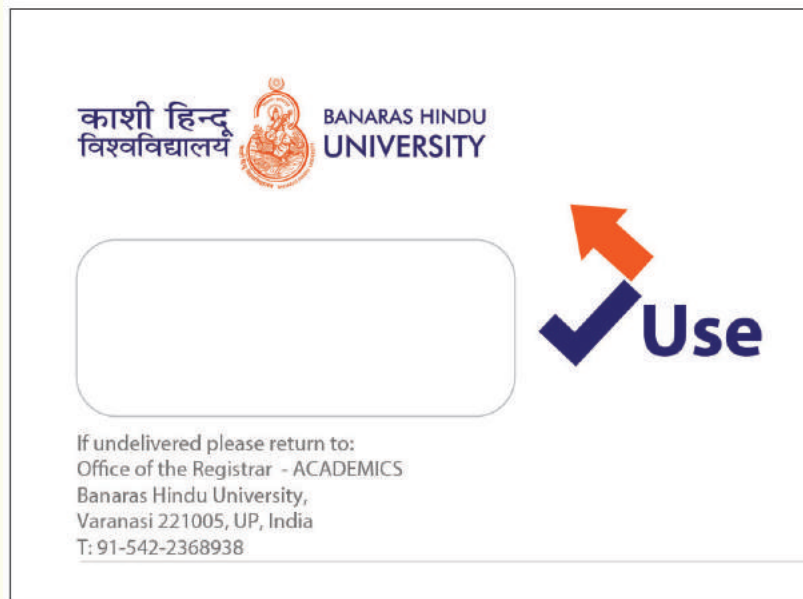 काशी हिन्दू
विश्वविद्यालय
BANARAS HINDU
UNIVERSITY
Use
If undelivered please return to:
Office of the Registrar - ACADEMICS
Banaras Hindu University,
Varanasi 221005, UP, India
T: 91-542-2368938